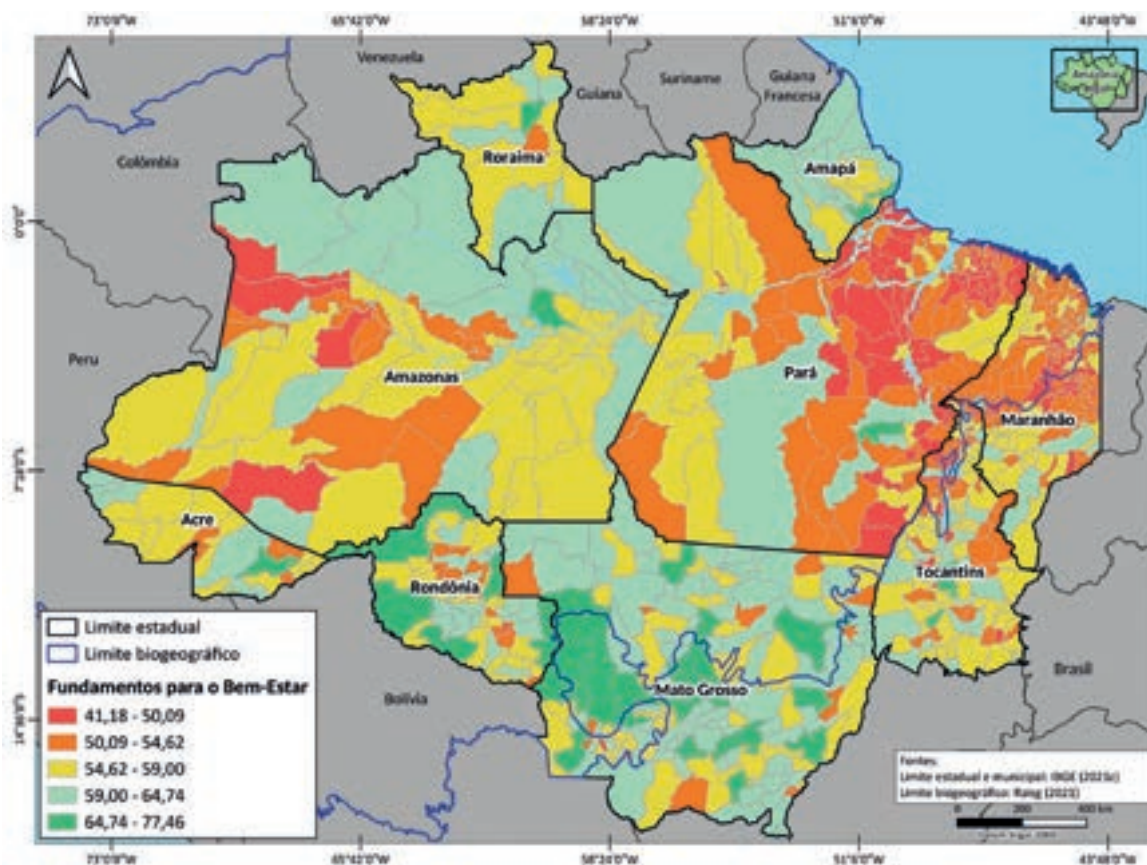 73°0'0"W 65°42'0"W 58°24'0"W 51°6'0"W 43°48'0"W
Venezuela
Guiana
Suriname
Guiana
Francesa
Colômbia
Roraima
Amapá
0°0'0"
Peru
Amazonas
Pará
Maranhão
Acre
Rondônia
Tocantins
Mato Grosso
Bolívia
Brasil
Limite estadual
Limite biogeográfico
Fundamentos para o Bem-Estar
41,18 - 50,09
50,09 - 54,62
54,62 - 59,00
59,00 - 64,74
64,74 - 77,46
Fontes:
Limite estadual e municipal: IBGE
Limite biogeográfico:
0 200 400 km
73°0'0"W 65°42'0"W 58°24'0"W 51°6'0"W 43°48'0"W